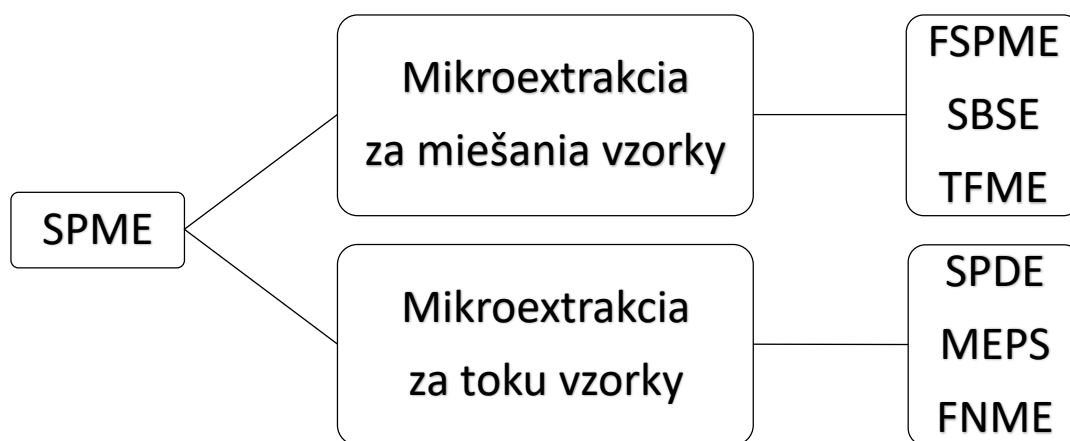 SPME
Mikroextrakcia
za miešania vzorky
FSPME
SBSE
TFME
Mikroextrakcia
za toku vzorky
SPDE
MEPS
FNME